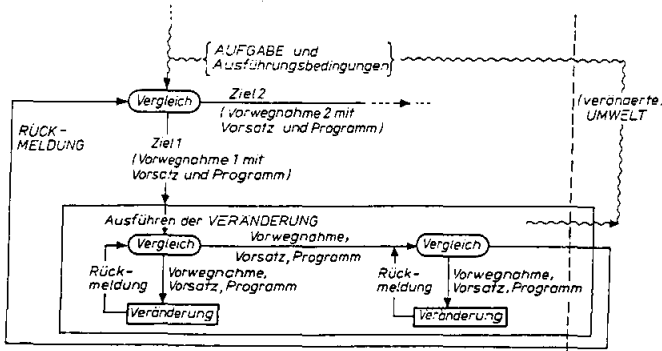 AUFGABE und
Ausführungsbedingungen
Vergleich
Ziel 2
(Vorwegnahme 2 mit
Vorsatz und Programm)
...
(veränderte)
UMWELT
RÜCK-
MELDUNG
Ziel 1
(Vorwegnahme 1 mit
Vorsatz und Programm)
Ausführen der VERÄNDERUNG
Vergleich
Vorwegnahme,
Vorsatz, Programm
Vergleich
Rück-
meldung
Vorwegnahme,
Vorsatz, Programm
Rück-
meldung
Vorwegnahme,
Vorsatz, Programm
Veränderung
Veränderung